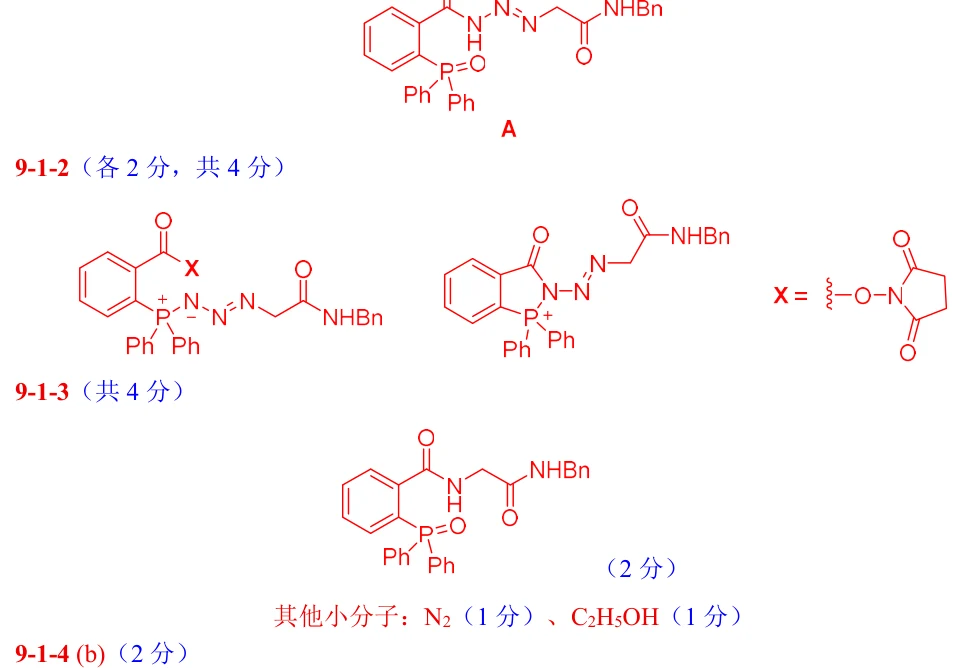 N N N NHBn
H
O
P O
Ph Ph
A
9-1-2（各 2 分，共 4 分）
O
X
+
P N − N N
O
NHBn
Ph Ph
O
N N N
O
NHBn
P +
Ph Ph
X = O N
O
O
9-1-3（共 4 分）
O
N
H
NHBn
O
P O
Ph Ph
（2 分）
其他小分子：N2（1 分）、C2H5OH（1 分）
9-1-4 (b)（2 分）